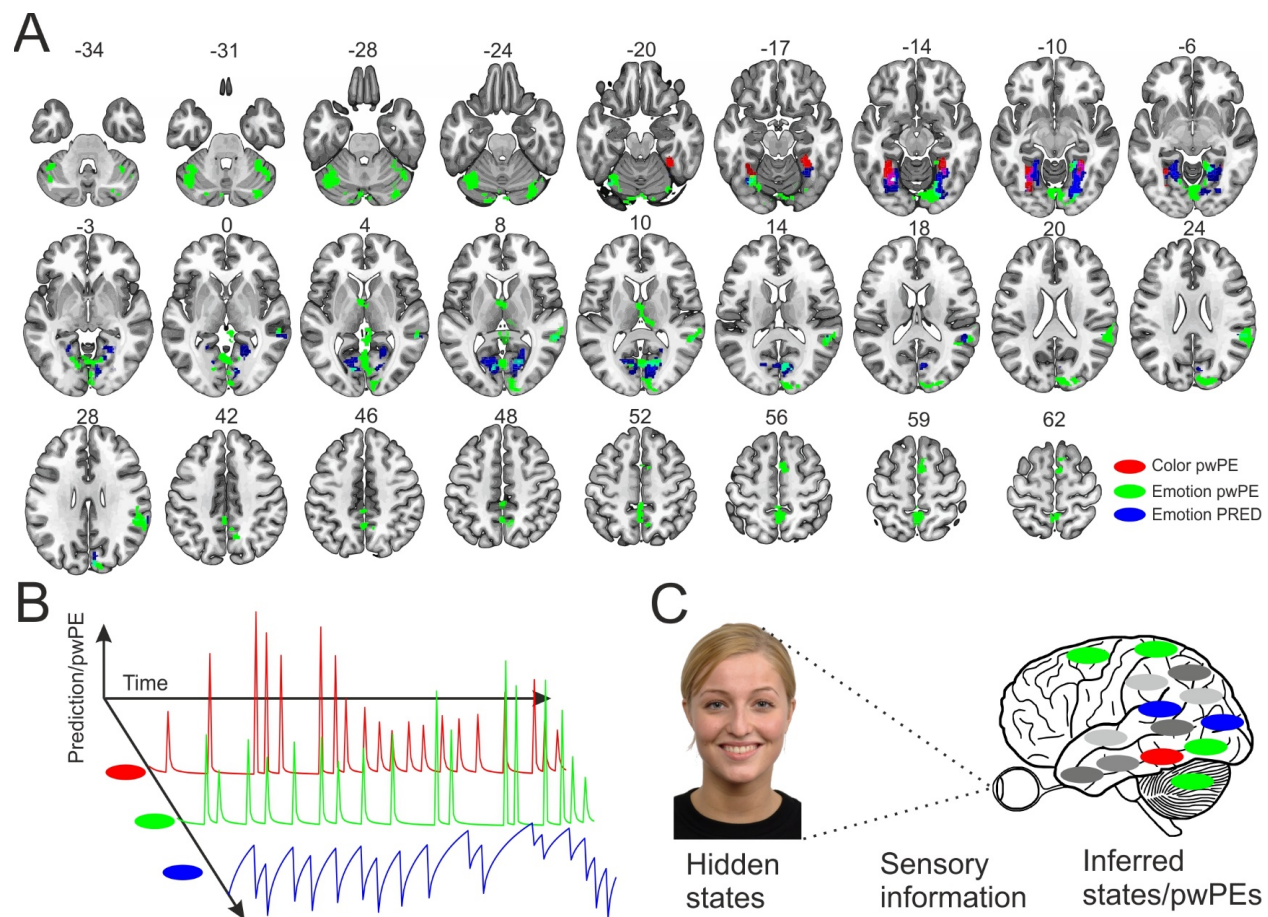 A
-34 -31 -28 -24 -20 -17 -14 -10 -6
-3 0 4 8 10 14 18 20 24
28 42 46 48 52 56 59 62
Color pwPE
Emotion pwPE
Emotion PRED
B
Prediction/pwPE
Time
C
Hidden
states
Sensory
information
Inferred
states/pwPEs